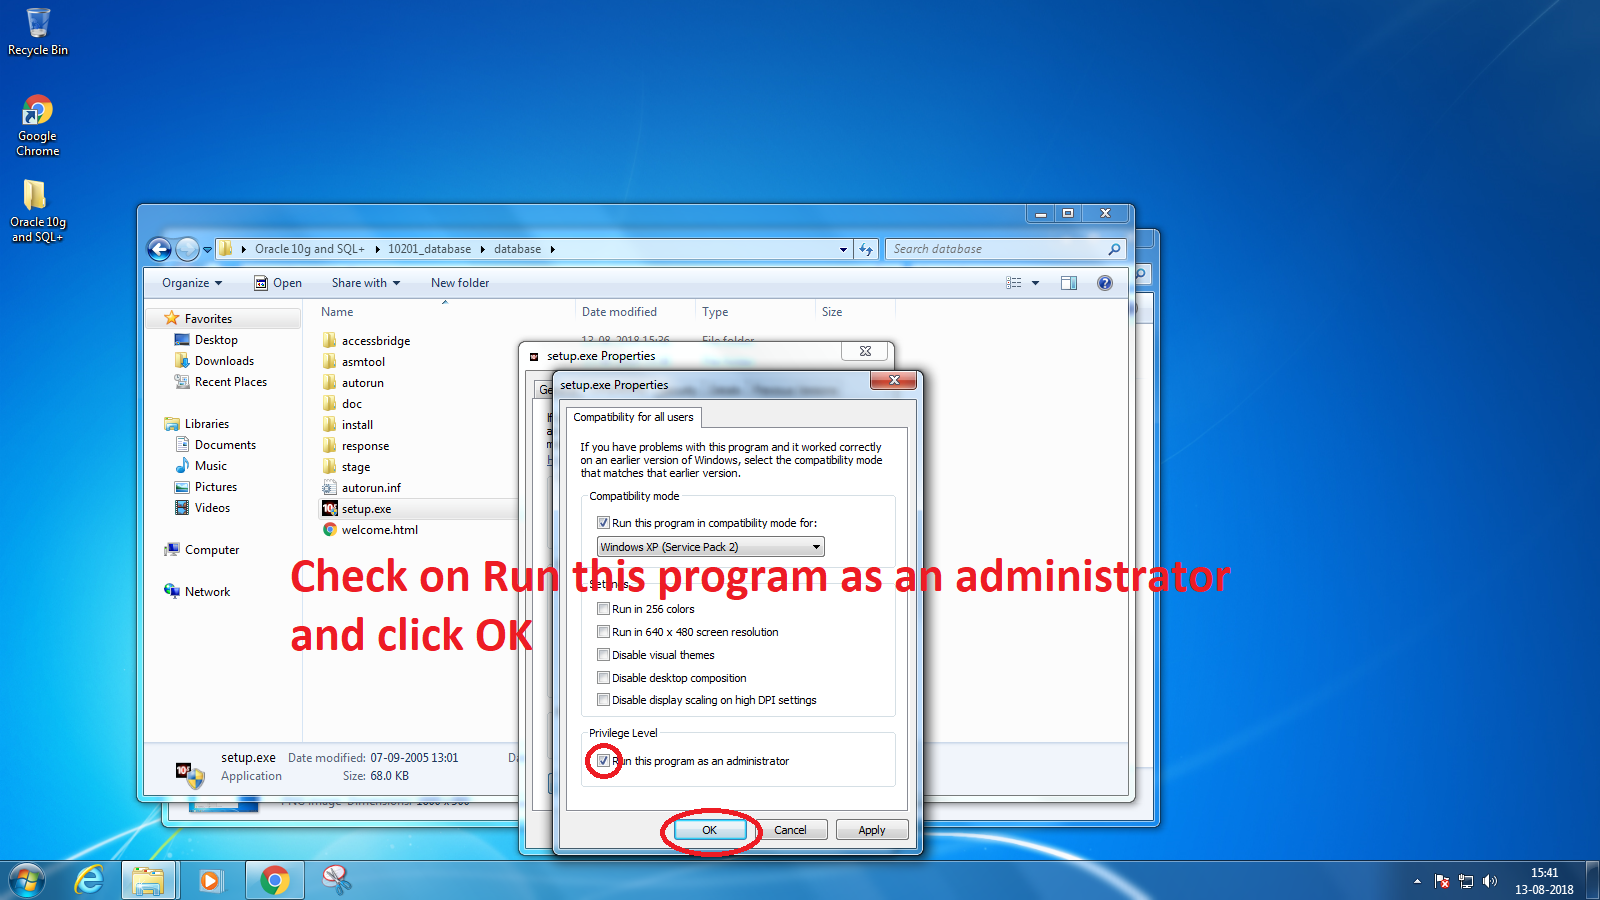 Recycle Bin
Google
Chrome
Oracle 10g
and SQL+
Oracle 10g and SQL+
10201_database
database
Search database
Organize
Open
Share with
New folder
Favorites
Desktop
Downloads
Recent Places
Libraries
Documents
Music
Pictures
Videos
Computer
Network
Name
Date modified
Type
Size
accessbridge
13-08-2018 15:36
File folder
asmtool
autorun
doc
install
response
stage
autorun.inf
setup.exe
welcome.html
setup.exe Properties
Ge
setup.exe Properties
Compatibility for all users
If you have problems with this program and it worked correctly
on an earlier version of Windows, select the compatibility mode
that matches that earlier version.
Compatibility mode
Run this program in compatibility mode for:
Windows XP (Service Pack 2)
Settings
Check on Run this program as an administrator
and click OK
Run in 256 colors
Run in 640 x 480 screen resolution
Disable visual themes
Disable desktop composition
Disable display scaling on high DPI settings
Privilege Level
Run this program as an administrator
OK
Cancel
Apply
setup.exe
Date modified: 07-09-2005 13:01
Da
Application
Size: 68.0 KB
15:41
13-08-2018